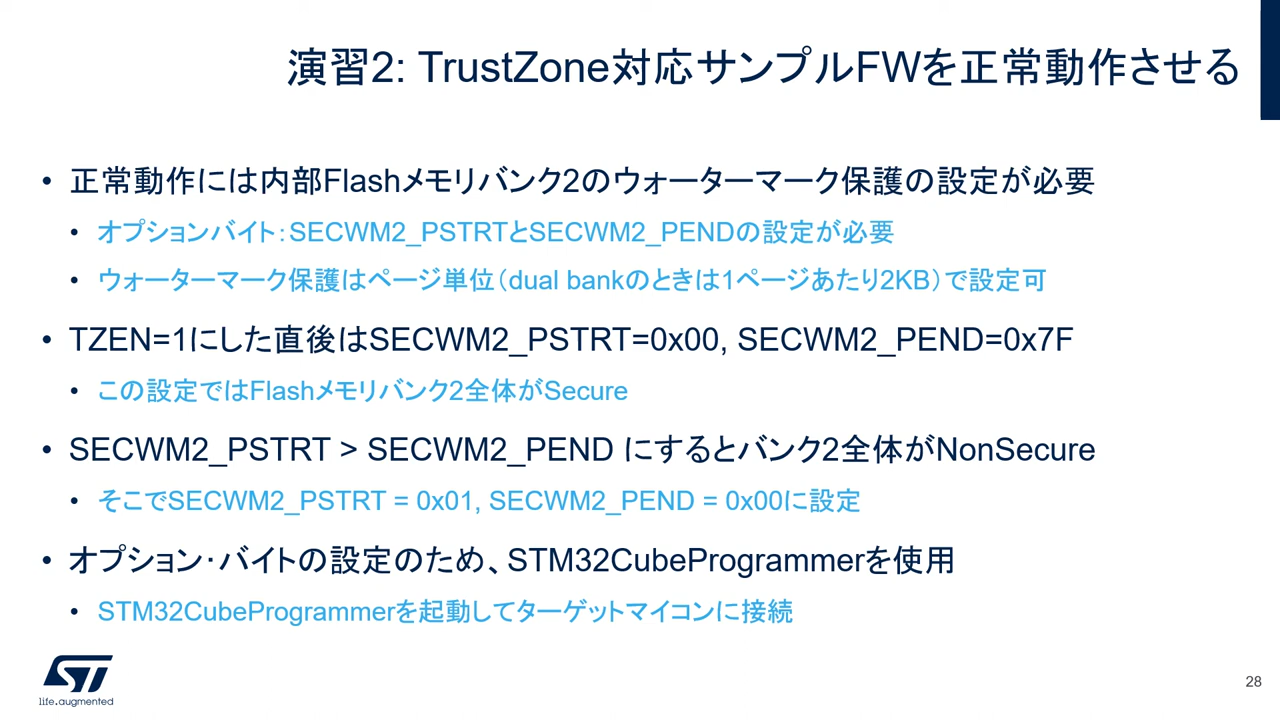 演習2: TrustZone対応サンプルFWを正常動作させる
• 正常動作には内部Flashメモリバンク2のウォーターマーク保護の設定が必要
• オプションバイト：SECWM2_PSTRTとSECWM2_PENDの設定が必要
• ウォーターマーク保護はページ単位（dual bankのときは1ページあたり2KB）で設定可
• TZEN=1にした直後はSECWM2_PSTRT=0x00, SECWM2_PEND=0x7F
• この設定ではFlashメモリバンク2全体がSecure
• SECWM2_PSTRT > SECWM2_PEND にするとバンク2全体がNonSecure
• そこでSECWM2_PSTRT = 0x01, SECWM2_PEND = 0x00に設定
• オプション・バイトの設定のため、STM32CubeProgrammerを使用
• STM32CubeProgrammerを起動してターゲットマイコンに接続
ST
life.augmented
28